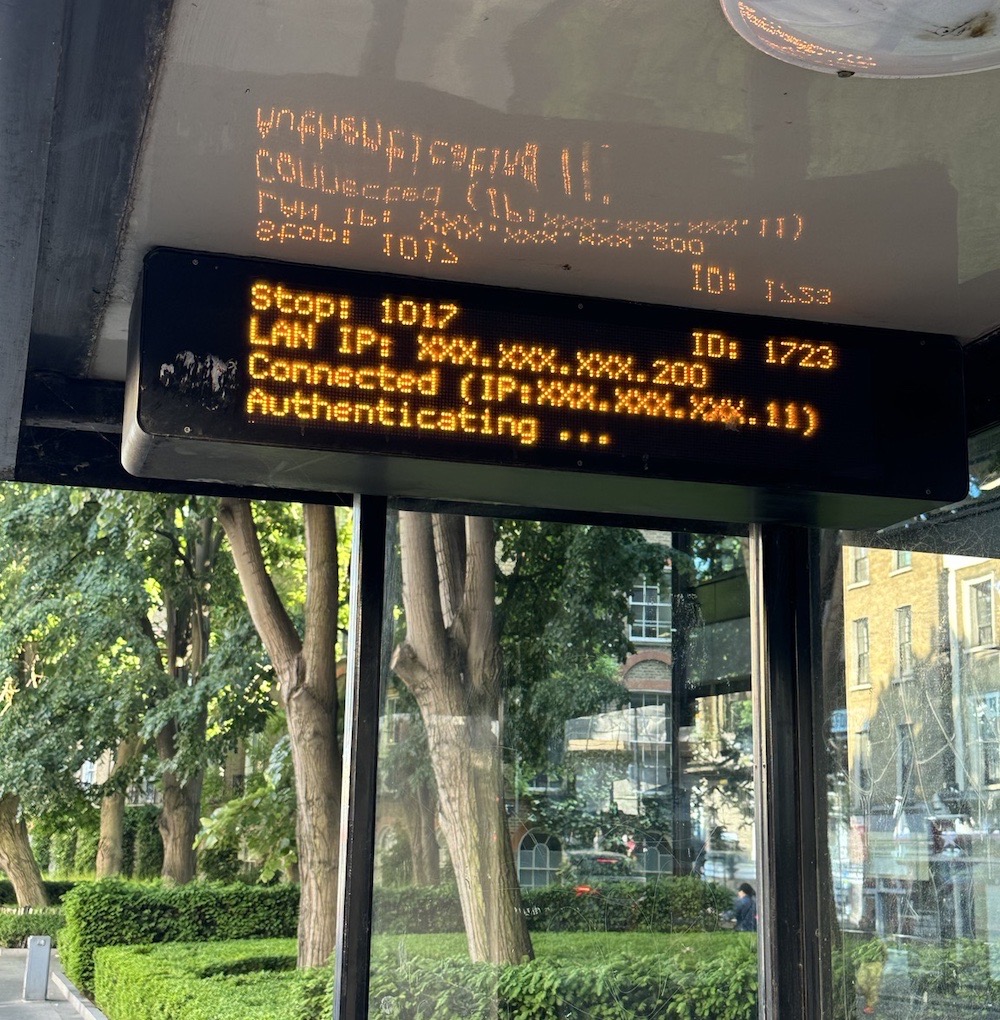 Stop: 1017 ID: 1723
LAN IP: XXX.XXX.XXX.200
Connected (IP:XXX.XXX.XXX.11)
Authenticating ...